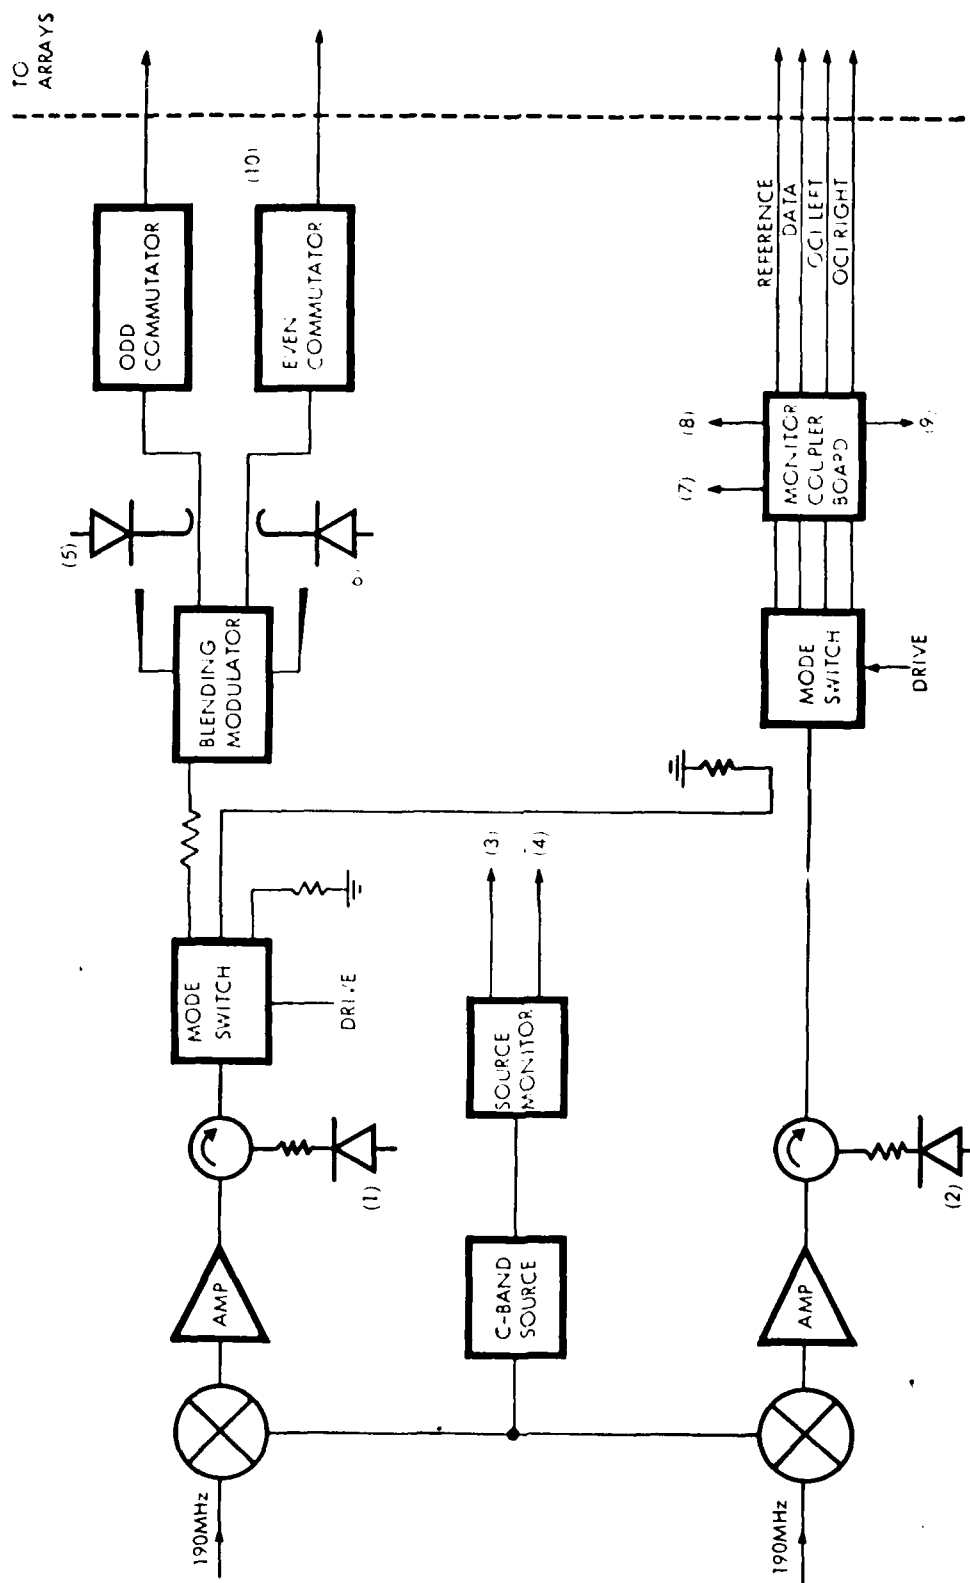 TO
ARRAYS
ODD
COMMUTATOR
EVEN
COMMUTATOR
(10)
(5)
6)
BLENDING
MODULATOR
MODE
SWITCH
DRIVE
(1)
AMP
190MHz
(3)
(4)
SOURCE
MONITOR
C-BAND
SOURCE
REFERENCE
DATA
OCI LEFT
OCI RIGHT
(8)
(7)
(9)
MONITOR
COUPLER
BOARD
MODE
SWITCH
DRIVE
(2)
AMP
190MHz